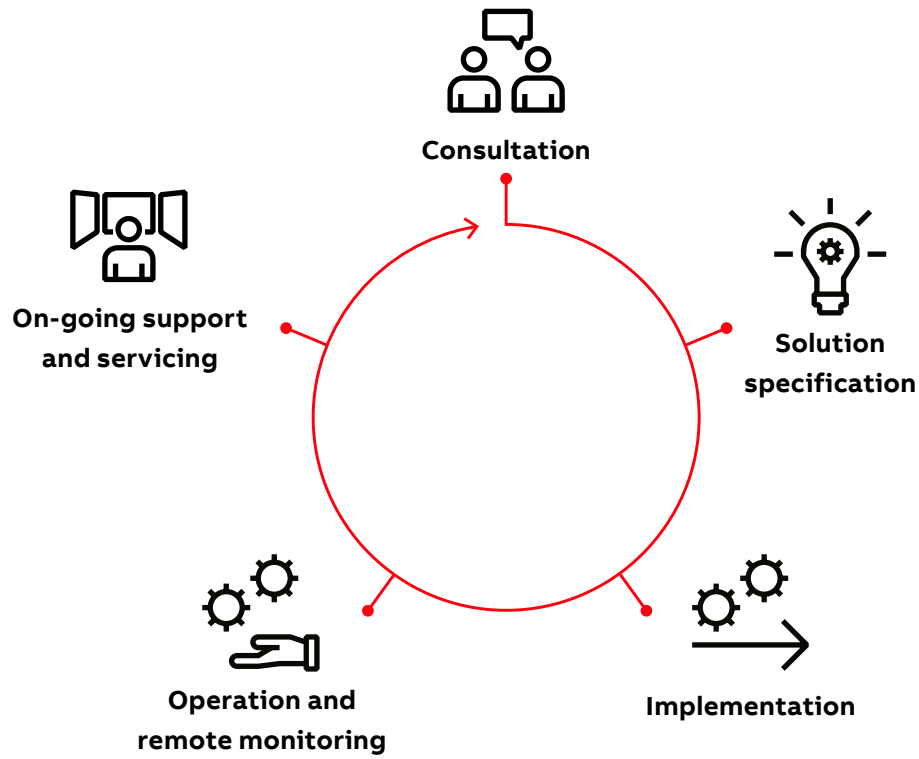 Consultation
Solution
specification
Implementation
Operation and
remote monitoring
On-going support
and servicing